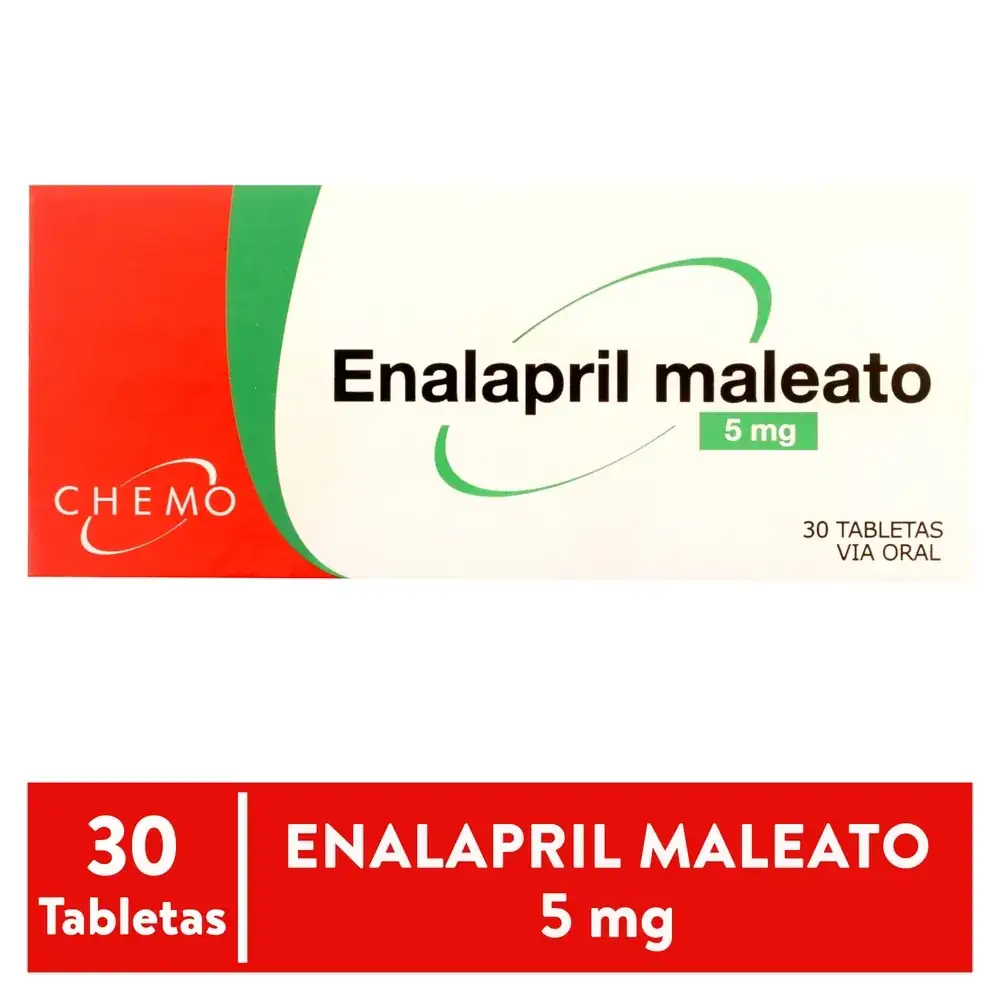 Enalapril maleato
5 mg
CHEMO
30 TABLETAS
VIA ORAL
30
Tabletas
ENALAPRIL MALEATO
5 mg